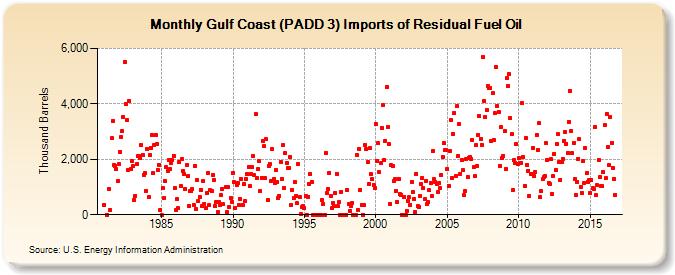 Monthly Gulf Coast (PADD 3) Imports of Residual Fuel Oil
Thousand Barrels
6,000
4,000
2,000
0
1985 1990 1995 2000 2005 2010 2015
Source: U.S. Energy Information Administration